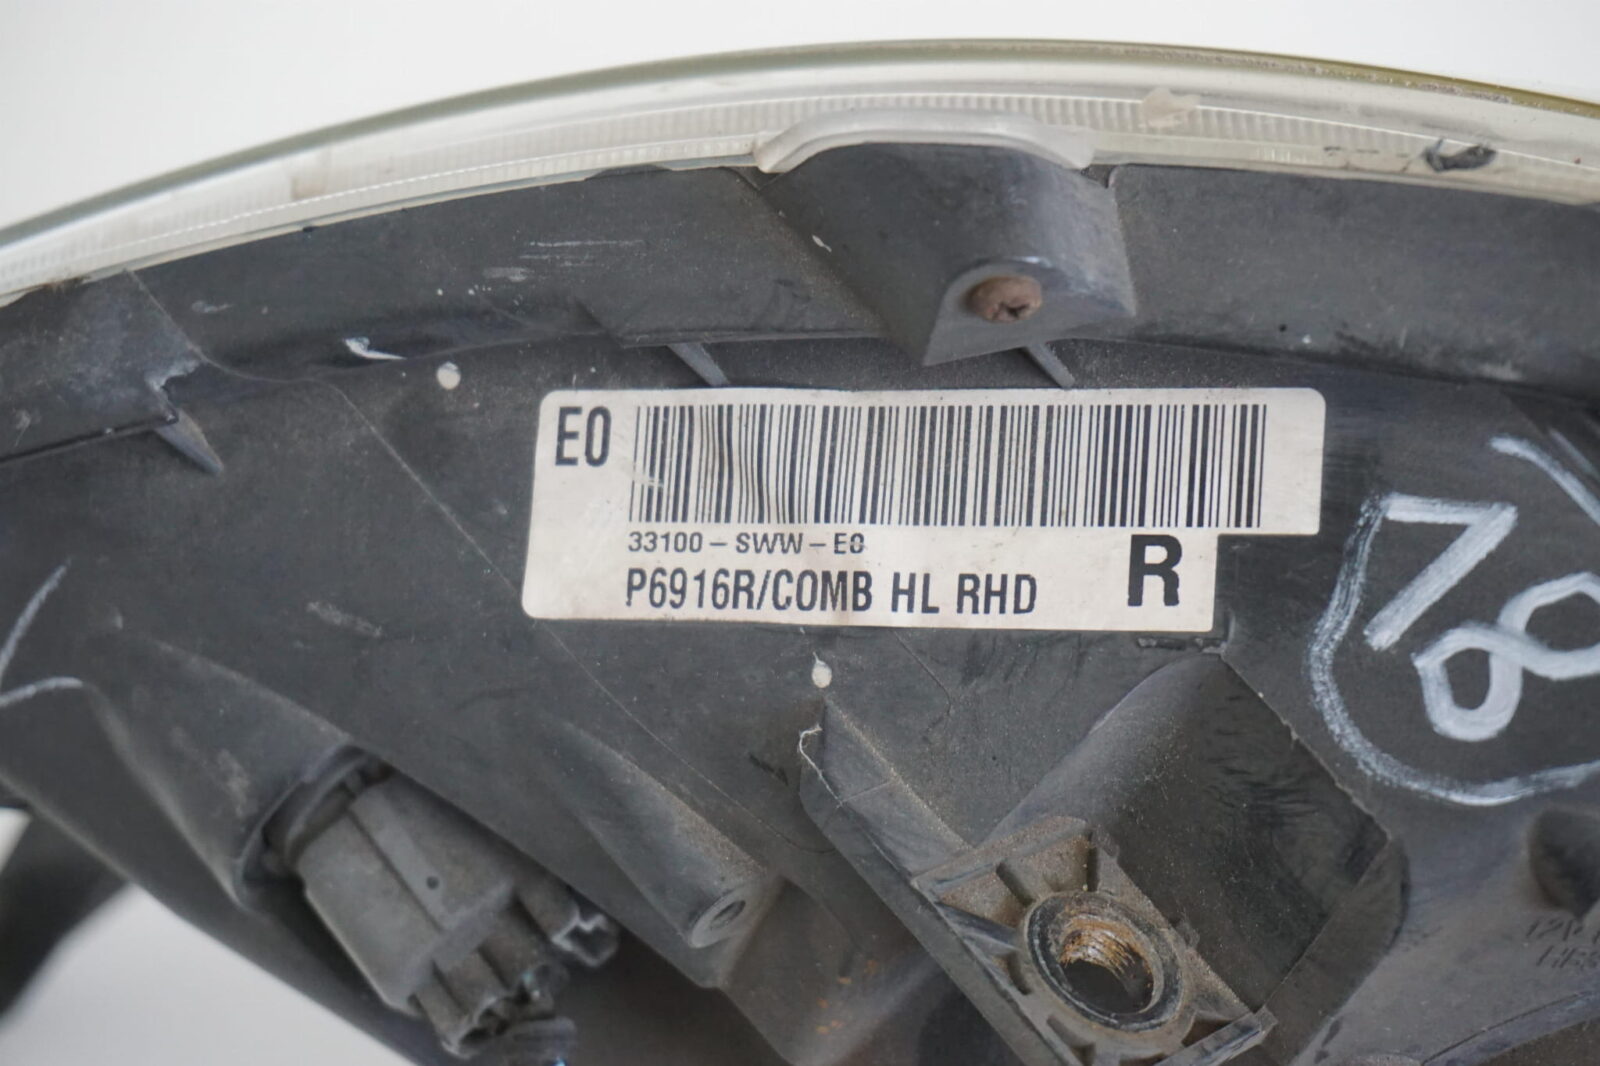 E0
33100-SWW-E0
P6916R/COMB HL RHD
R
78